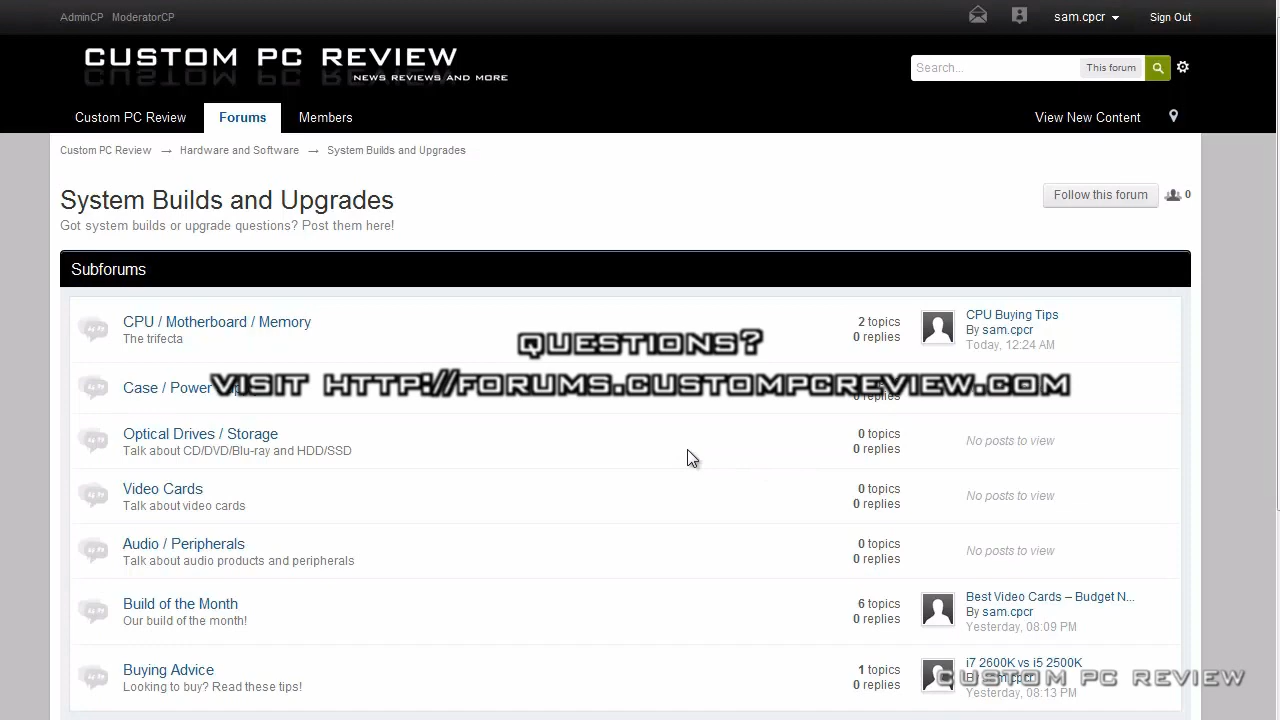 AdminCP ModeratorCP
sam.cpcr Sign Out
CUSTOM PC REVIEW
NEWS REVIEWS AND MORE
Search... This forum
Custom PC Review Forums Members View New Content
Custom PC Review → Hardware and Software → System Builds and Upgrades
System Builds and Upgrades
Follow this forum 0
Got system builds or upgrade questions? Post them here!
Subforums
CPU / Motherboard / Memory
The trifecta
2 topics
0 replies
CPU Buying Tips
By sam.cpcr
Today, 12:24 AM
QUESTIONS?
VISIT HTTP://FORUMS.CUSTOMPCREVIEW.COM
Case / Power
0 replies
Optical Drives / Storage
Talk about CD/DVD/Blu-ray and HDD/SSD
0 topics
0 replies
No posts to view
Video Cards
Talk about video cards
0 topics
0 replies
No posts to view
Audio / Peripherals
Talk about audio products and peripherals
0 topics
0 replies
No posts to view
Build of the Month
Our build of the month!
6 topics
0 replies
Best Video Cards – Budget N...
By sam.cpcr
Yesterday, 08:09 PM
Buying Advice
Looking to buy? Read these tips!
1 topics
0 replies
i7 2600K vs i5 2500K
By sam.cpcr
Yesterday, 08:13 PM
CUSTOM PC REVIEW